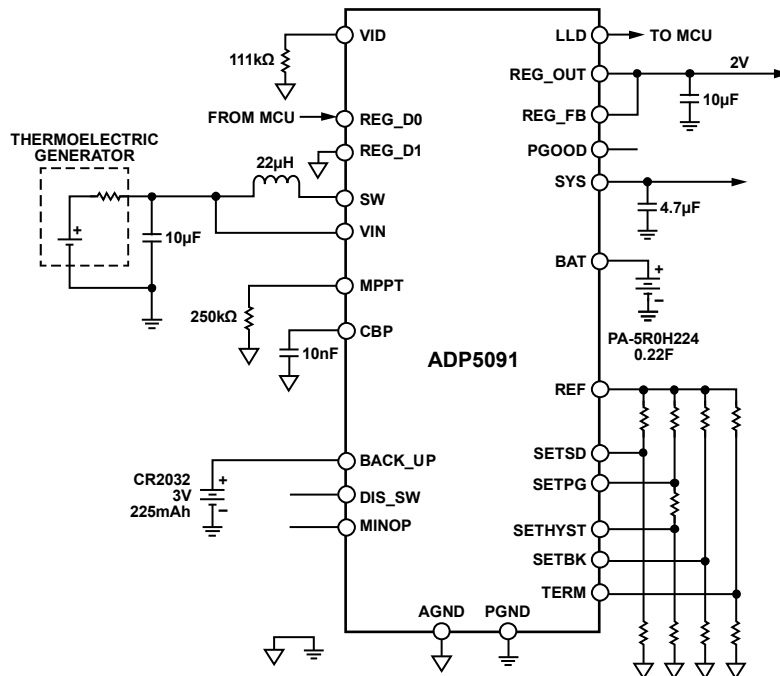 VID
111kΩ
FROM MCU
REG_D0
REG_D1
THERMOELECTRIC
GENERATOR
22µH
SW
VIN
+
10µF
MPPT
250kΩ
CBP
10nF
BACK_UP
CR2032
3V
225mAh
+
−
DIS_SW
MINOP
ADP5091
AGND
PGND
LLD
TO MCU
REG_OUT
2V
REG_FB
10µF
PGOOD
SYS
4.7µF
BAT
+
−
PA-5R0H224
0.22F
REF
SETSD
SETPG
SETHYST
SETBK
TERM